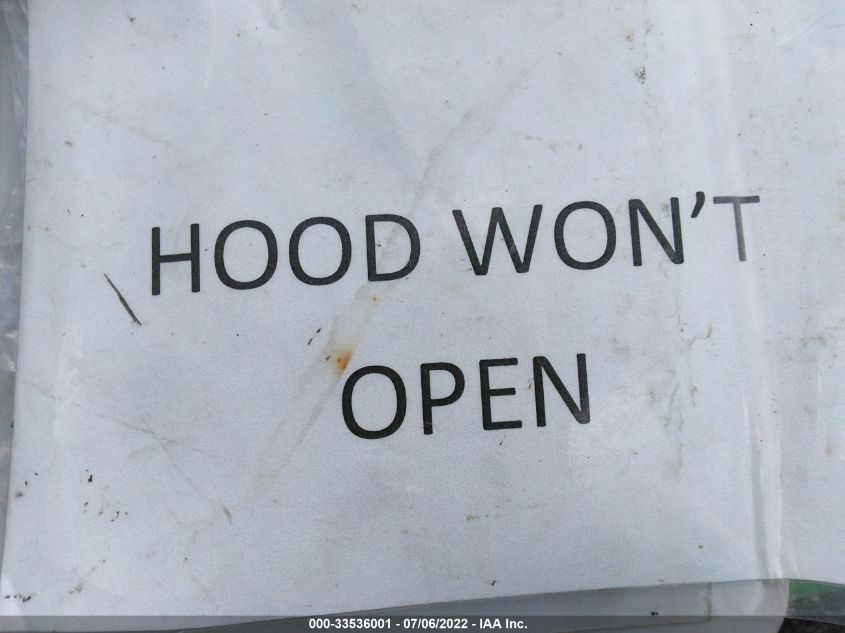 HOOD WON'T
OPEN
000-33536001 - 07/06/2022 - IAA Inc.